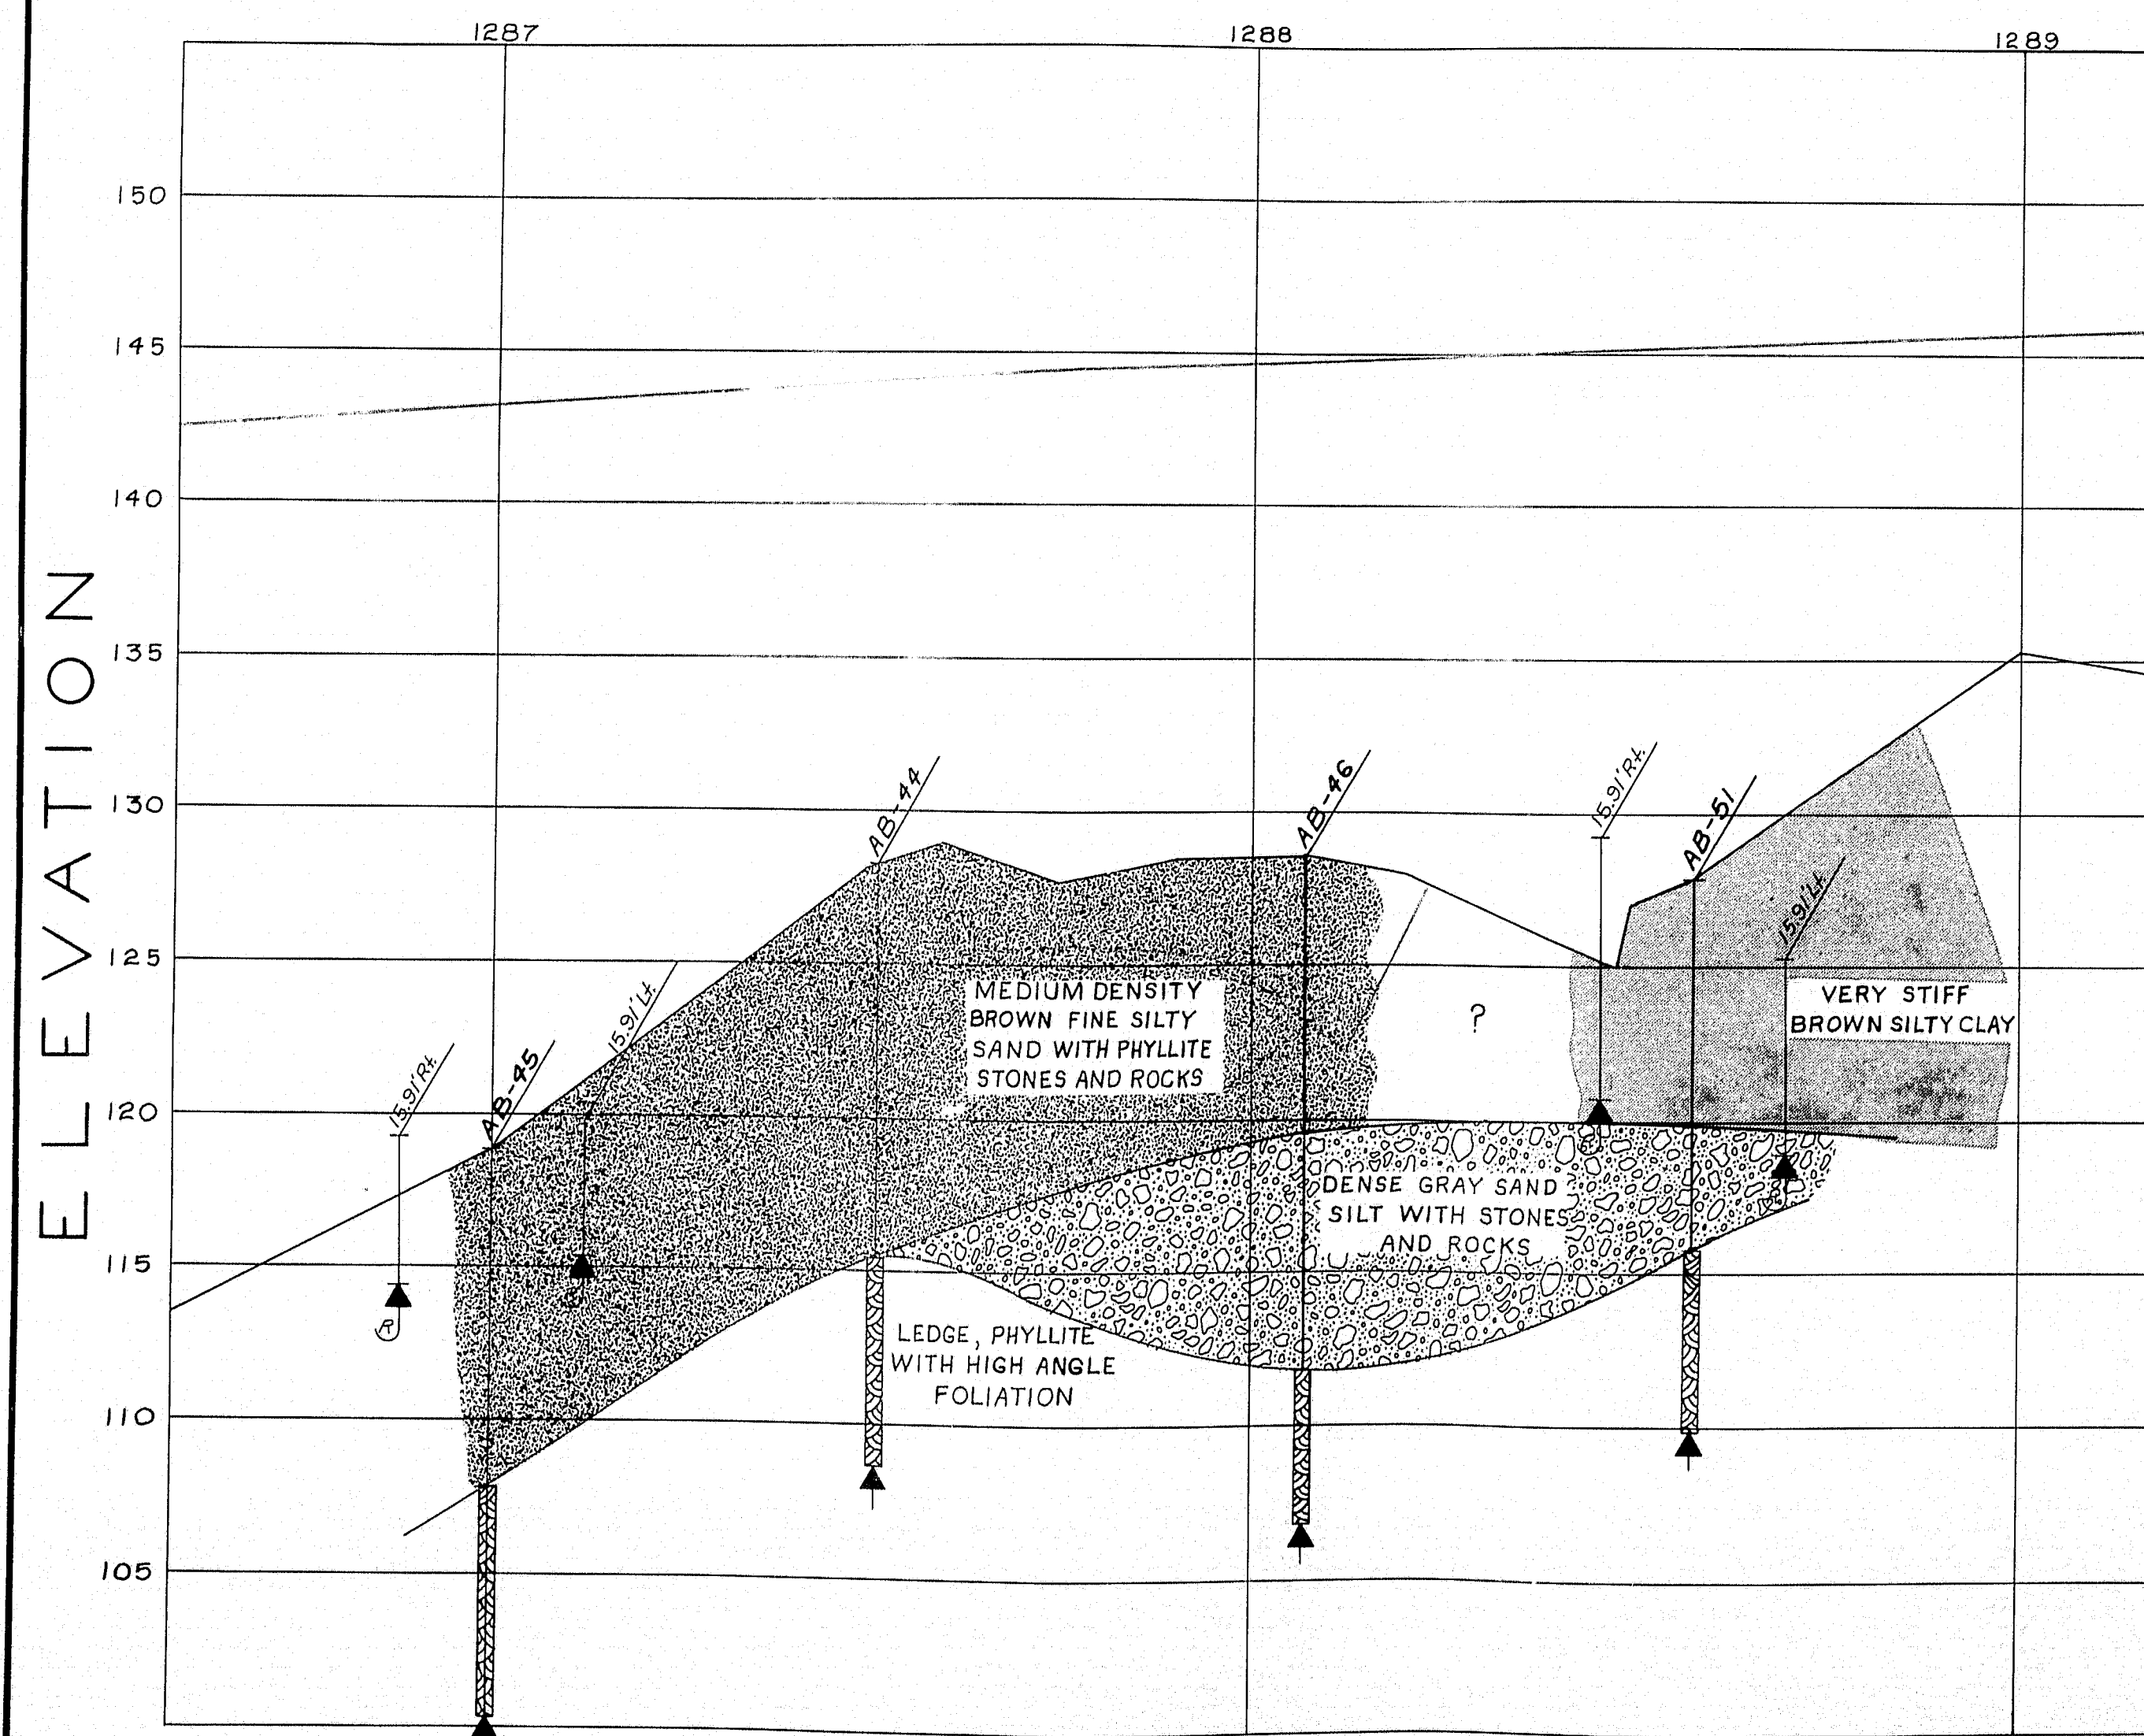 1287
1288
1289
150
145
140
135
130
125
120
115
110
105
ELEVATION
15.91' Rt.
AB-45
15.91' Lt.
AB-44
AB-46
15.91' Rt.
AB-51
15.91' Lt.
MEDIUM DENSITY
BROWN FINE SILTY
SAND WITH PHYLLITE
STONES AND ROCKS
?
VERY STIFF
BROWN SILTY CLAY
DENSE GRAY SAND
SILT WITH STONES
AND ROCKS
LEDGE, PHYLLITE
WITH HIGH ANGLE
FOLIATION
R